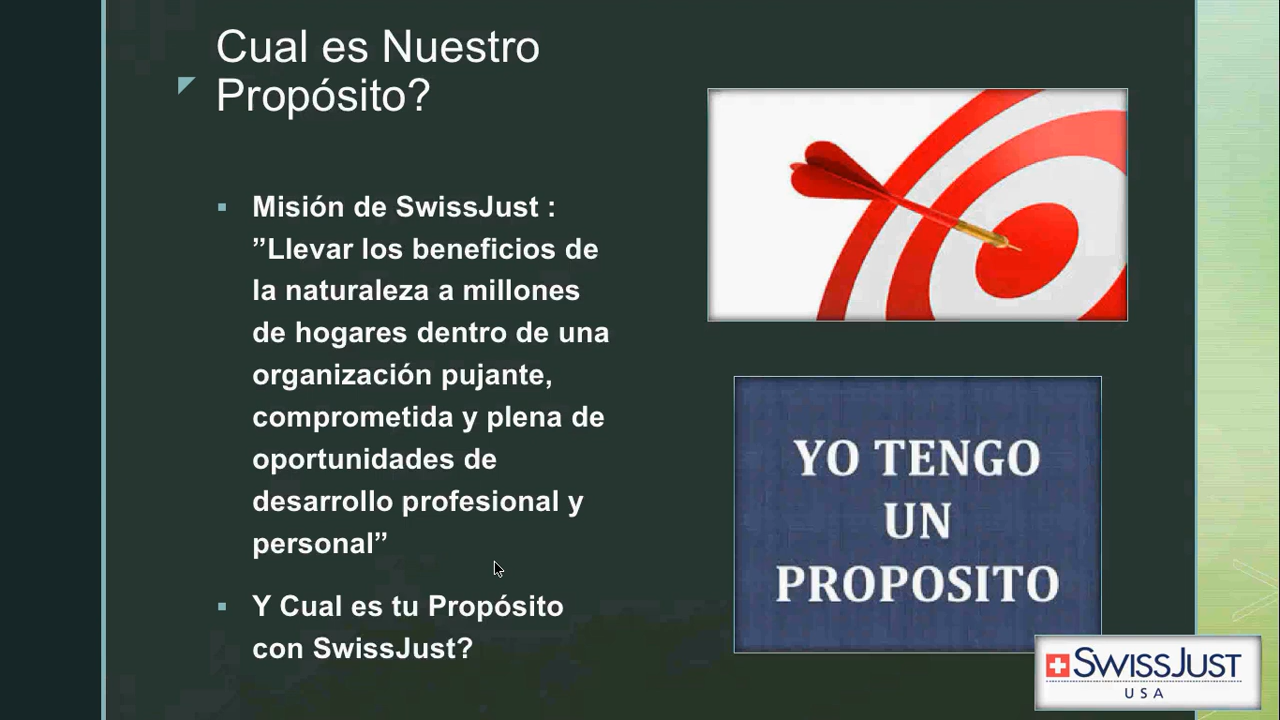 Cual es Nuestro
Propósito?
Misión de SwissJust :
”Llevar los beneficios de
la naturaleza a millones
de hogares dentro de una
organización pujante,
comprometida y plena de
oportunidades de
desarrollo profesional y
personal”
Y Cual es tu Propósito
con SwissJust?
YO TENGO
UN
PROPOSITO
SWISSJUST
USA